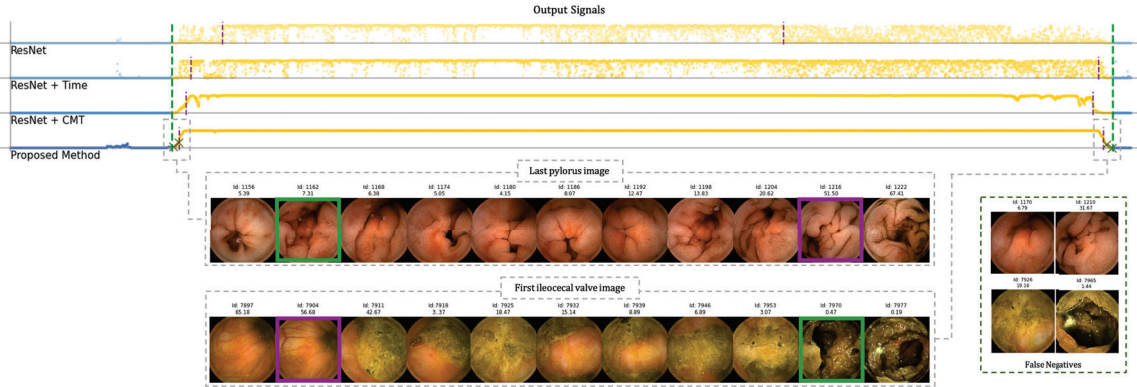 Output Signals
ResNet
ResNet + Time
ResNet + CMT
Proposed Method
Last pylorus image
Id: 1156 Id: 1162 Id: 1168 Id: 1174 Id: 1180 Id: 1186 Id: 1192 Id: 1198 Id: 1204 Id: 1216 Id: 1222
5.39 7.31 6.38 5.05 4.15 8.07 12.47 13.83 20.62 51.50 67.41
First ileocecal valve image
Id: 7897 Id: 7904 Id: 7911 Id: 7918 Id: 7925 Id: 7932 Id: 7939 Id: 7946 Id: 7953 Id: 7970 Id: 7977
65.18 56.68 42.67 3.37 18.47 15.14 8.89 6.89 3.07 0.47 0.19
Id: 1170 Id: 1210
6.79 31.67
Id: 7926 Id: 7965
19.16 1.44
False Negatives